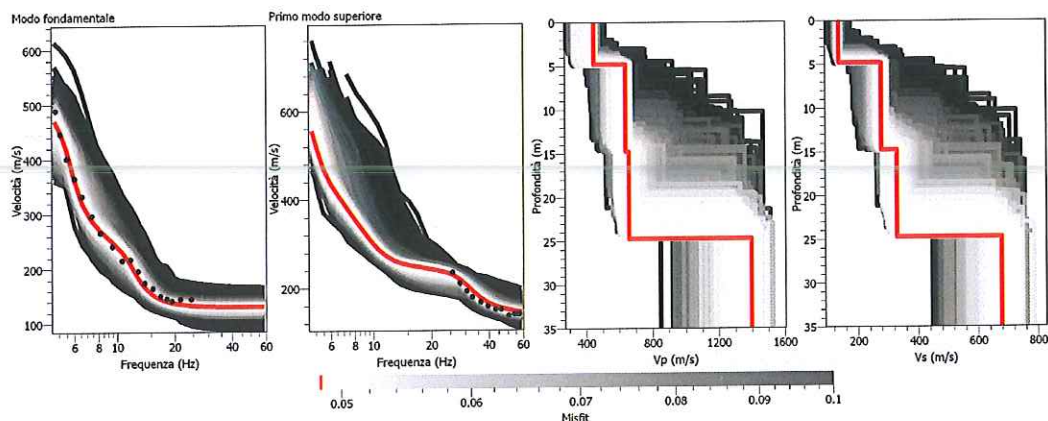 Modo fondamentale
Primo modo superiore
600
500
400
300
200
100
Velocità (m/s)
6 8 10 20 40 60
Frequenza (Hz)
600
400
200
Velocità (m/s)
6 8 10 20 40 60
Frequenza (Hz)
0
5
10
15
20
25
30
35
Profondità (m)
400 800 1200 1600
Vp (m/s)
0
5
10
15
20
25
30
35
Profondità (m)
200 400 600 800
Vs (m/s)
0.05 0.06 0.07 0.08 0.09 0.1
Misfit